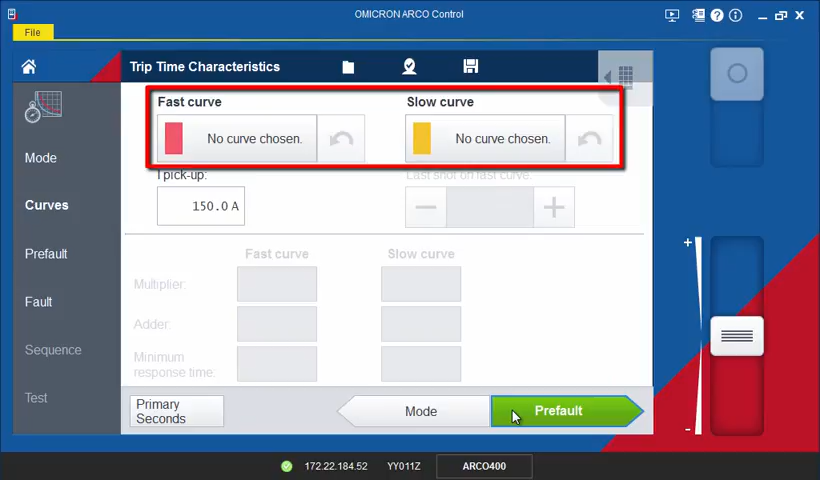 OMICRON ARCO Control
File
Trip Time Characteristics
Fast curve
Slow curve
No curve chosen.
No curve chosen.
Mode
I pick-up:
Last shot on fast curve:
Curves
150.0 A
Prefault
Fast curve
Slow curve
Multiplier:
Fault
Adder:
Sequence
Minimum
response time:
Test
Primary
Seconds
Mode
Prefault
+
-
172.22.184.52
YY011Z
ARCO400